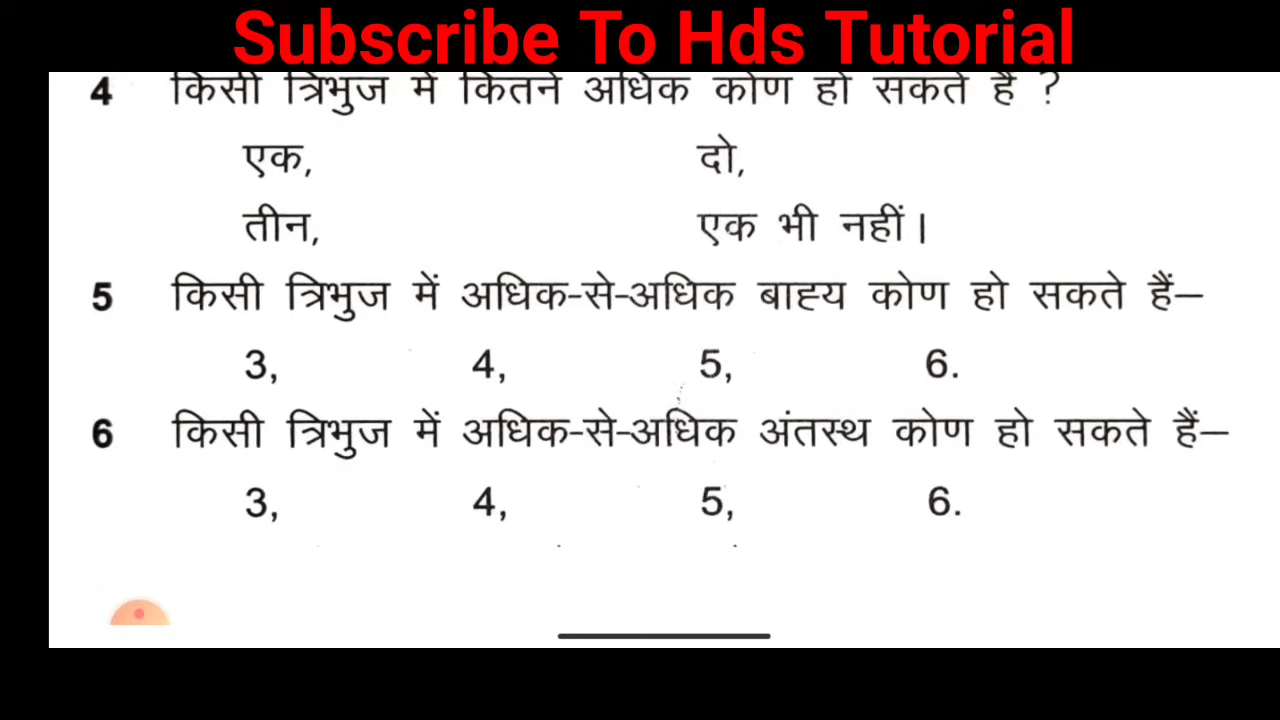 Subscribe To Hds Tutorial
4 किसी त्रिभुज में कितने अधिक कोण हो सकते हैं ?
एक, दो,
तीन, एक भी नहीं।
5 किसी त्रिभुज में अधिक-से-अधिक बाह्य कोण हो सकते हैं–
3, 4, 5, 6.
6 किसी त्रिभुज में अधिक-से-अधिक अंतस्थ कोण हो सकते हैं–
3, 4, 5, 6.